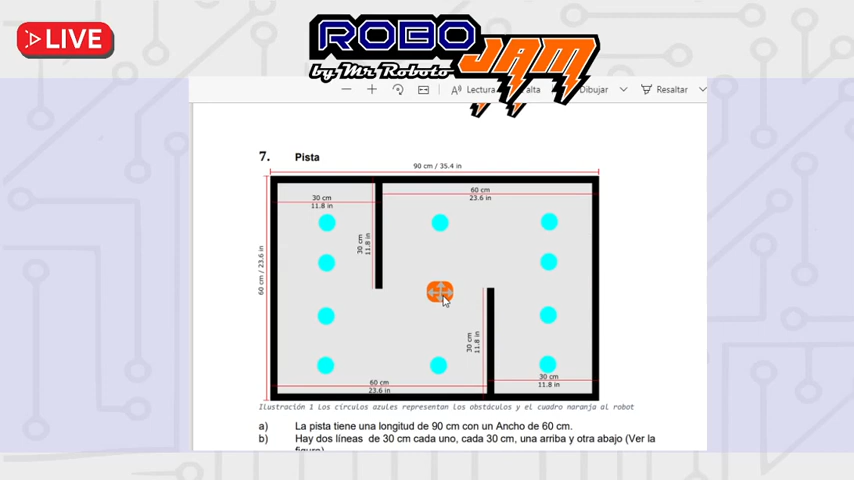 LIVE
ROBO
JAM
by Mr Roboto
Lectura
alta
Dibujar
Resaltar
7. Pista
90 cm / 35.4 in
60 cm
23.6 in
30 cm
11.8 in
30 cm
11.8 in
60 cm / 23.6 in
30 cm
11.8 in
30 cm
11.8 in
60 cm
23.6 in
Ilustración 1 los círculos azules representan los obstáculos y el cuadro naranja al robot
a) La pista tiene una longitud de 90 cm con un Ancho de 60 cm.
b) Hay dos líneas de 30 cm cada uno, cada 30 cm, una arriba y otra abajo (Ver la
figura)